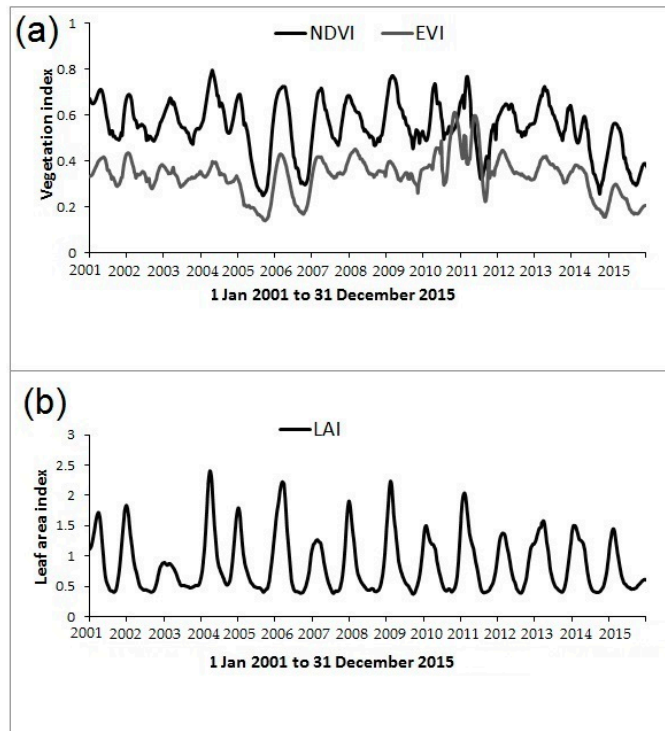 (a)
NDVI EVI
1
0.8
0.6
0.4
0.2
0
Vegetation index
2001 2002 2003 2004 2005 2006 2007 2008 2009 2010 2011 2012 2013 2014 2015
1 Jan 2001 to 31 December 2015
(b)
LAI
3
2.5
2
1.5
1
0.5
0
Leaf area index
2001 2002 2003 2004 2005 2006 2007 2008 2009 2010 2011 2012 2013 2014 2015
1 Jan 2001 to 31 December 2015